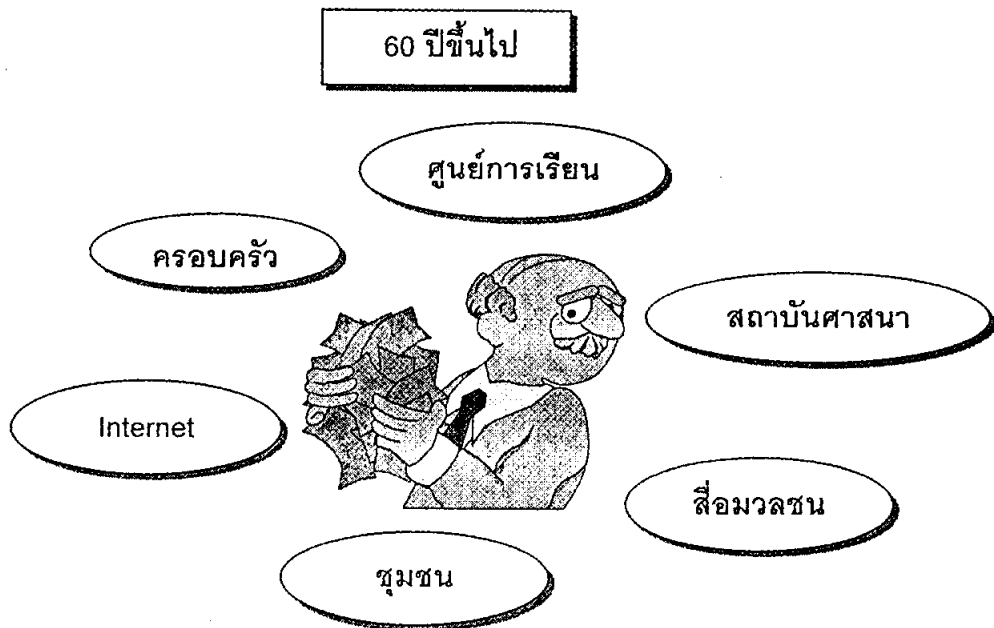 60 ปีขึ้นไป
ศูนย์การเรียน
ครอบครัว
สถาบันศาสนา
Internet
สื่อมวลชน
ชุมชน